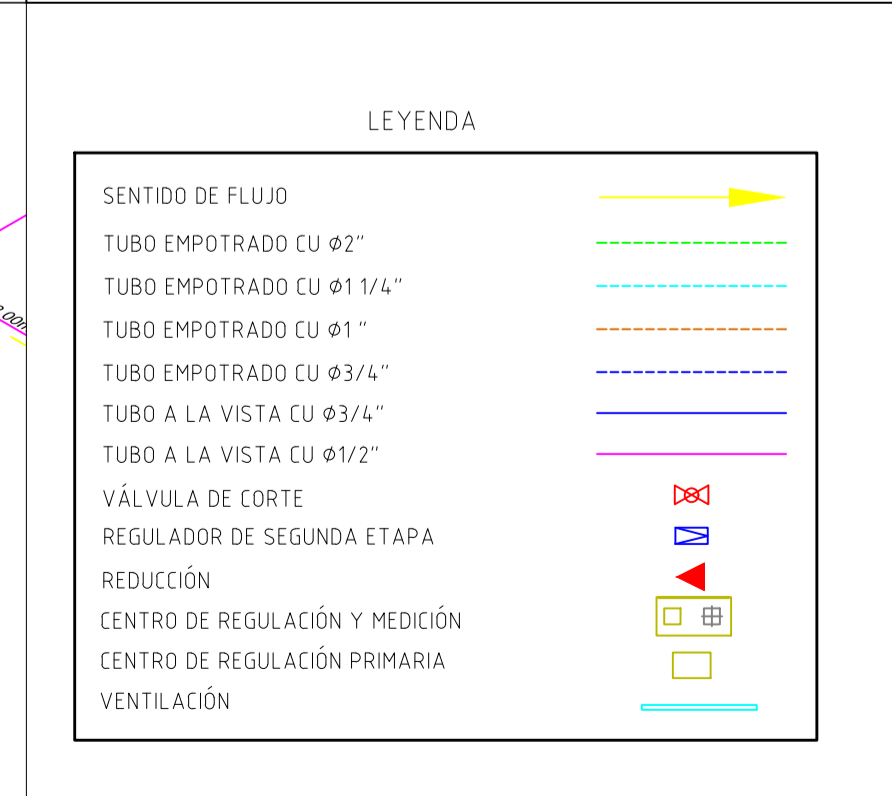 LEYENDA
SENTIDO DE FLUJO
TUBO EMPOTRADO CU Ø2"
TUBO EMPOTRADO CU Ø1 1/4"
TUBO EMPOTRADO CU Ø1 "
TUBO EMPOTRADO CU Ø3/4"
TUBO A LA VISTA CU Ø3/4"
TUBO A LA VISTA CU Ø1/2"
VÁLVULA DE CORTE
REGULADOR DE SEGUNDA ETAPA
REDUCCIÓN
CENTRO DE REGULACIÓN Y MEDICIÓN
CENTRO DE REGULACIÓN PRIMARIA
VENTILACIÓN